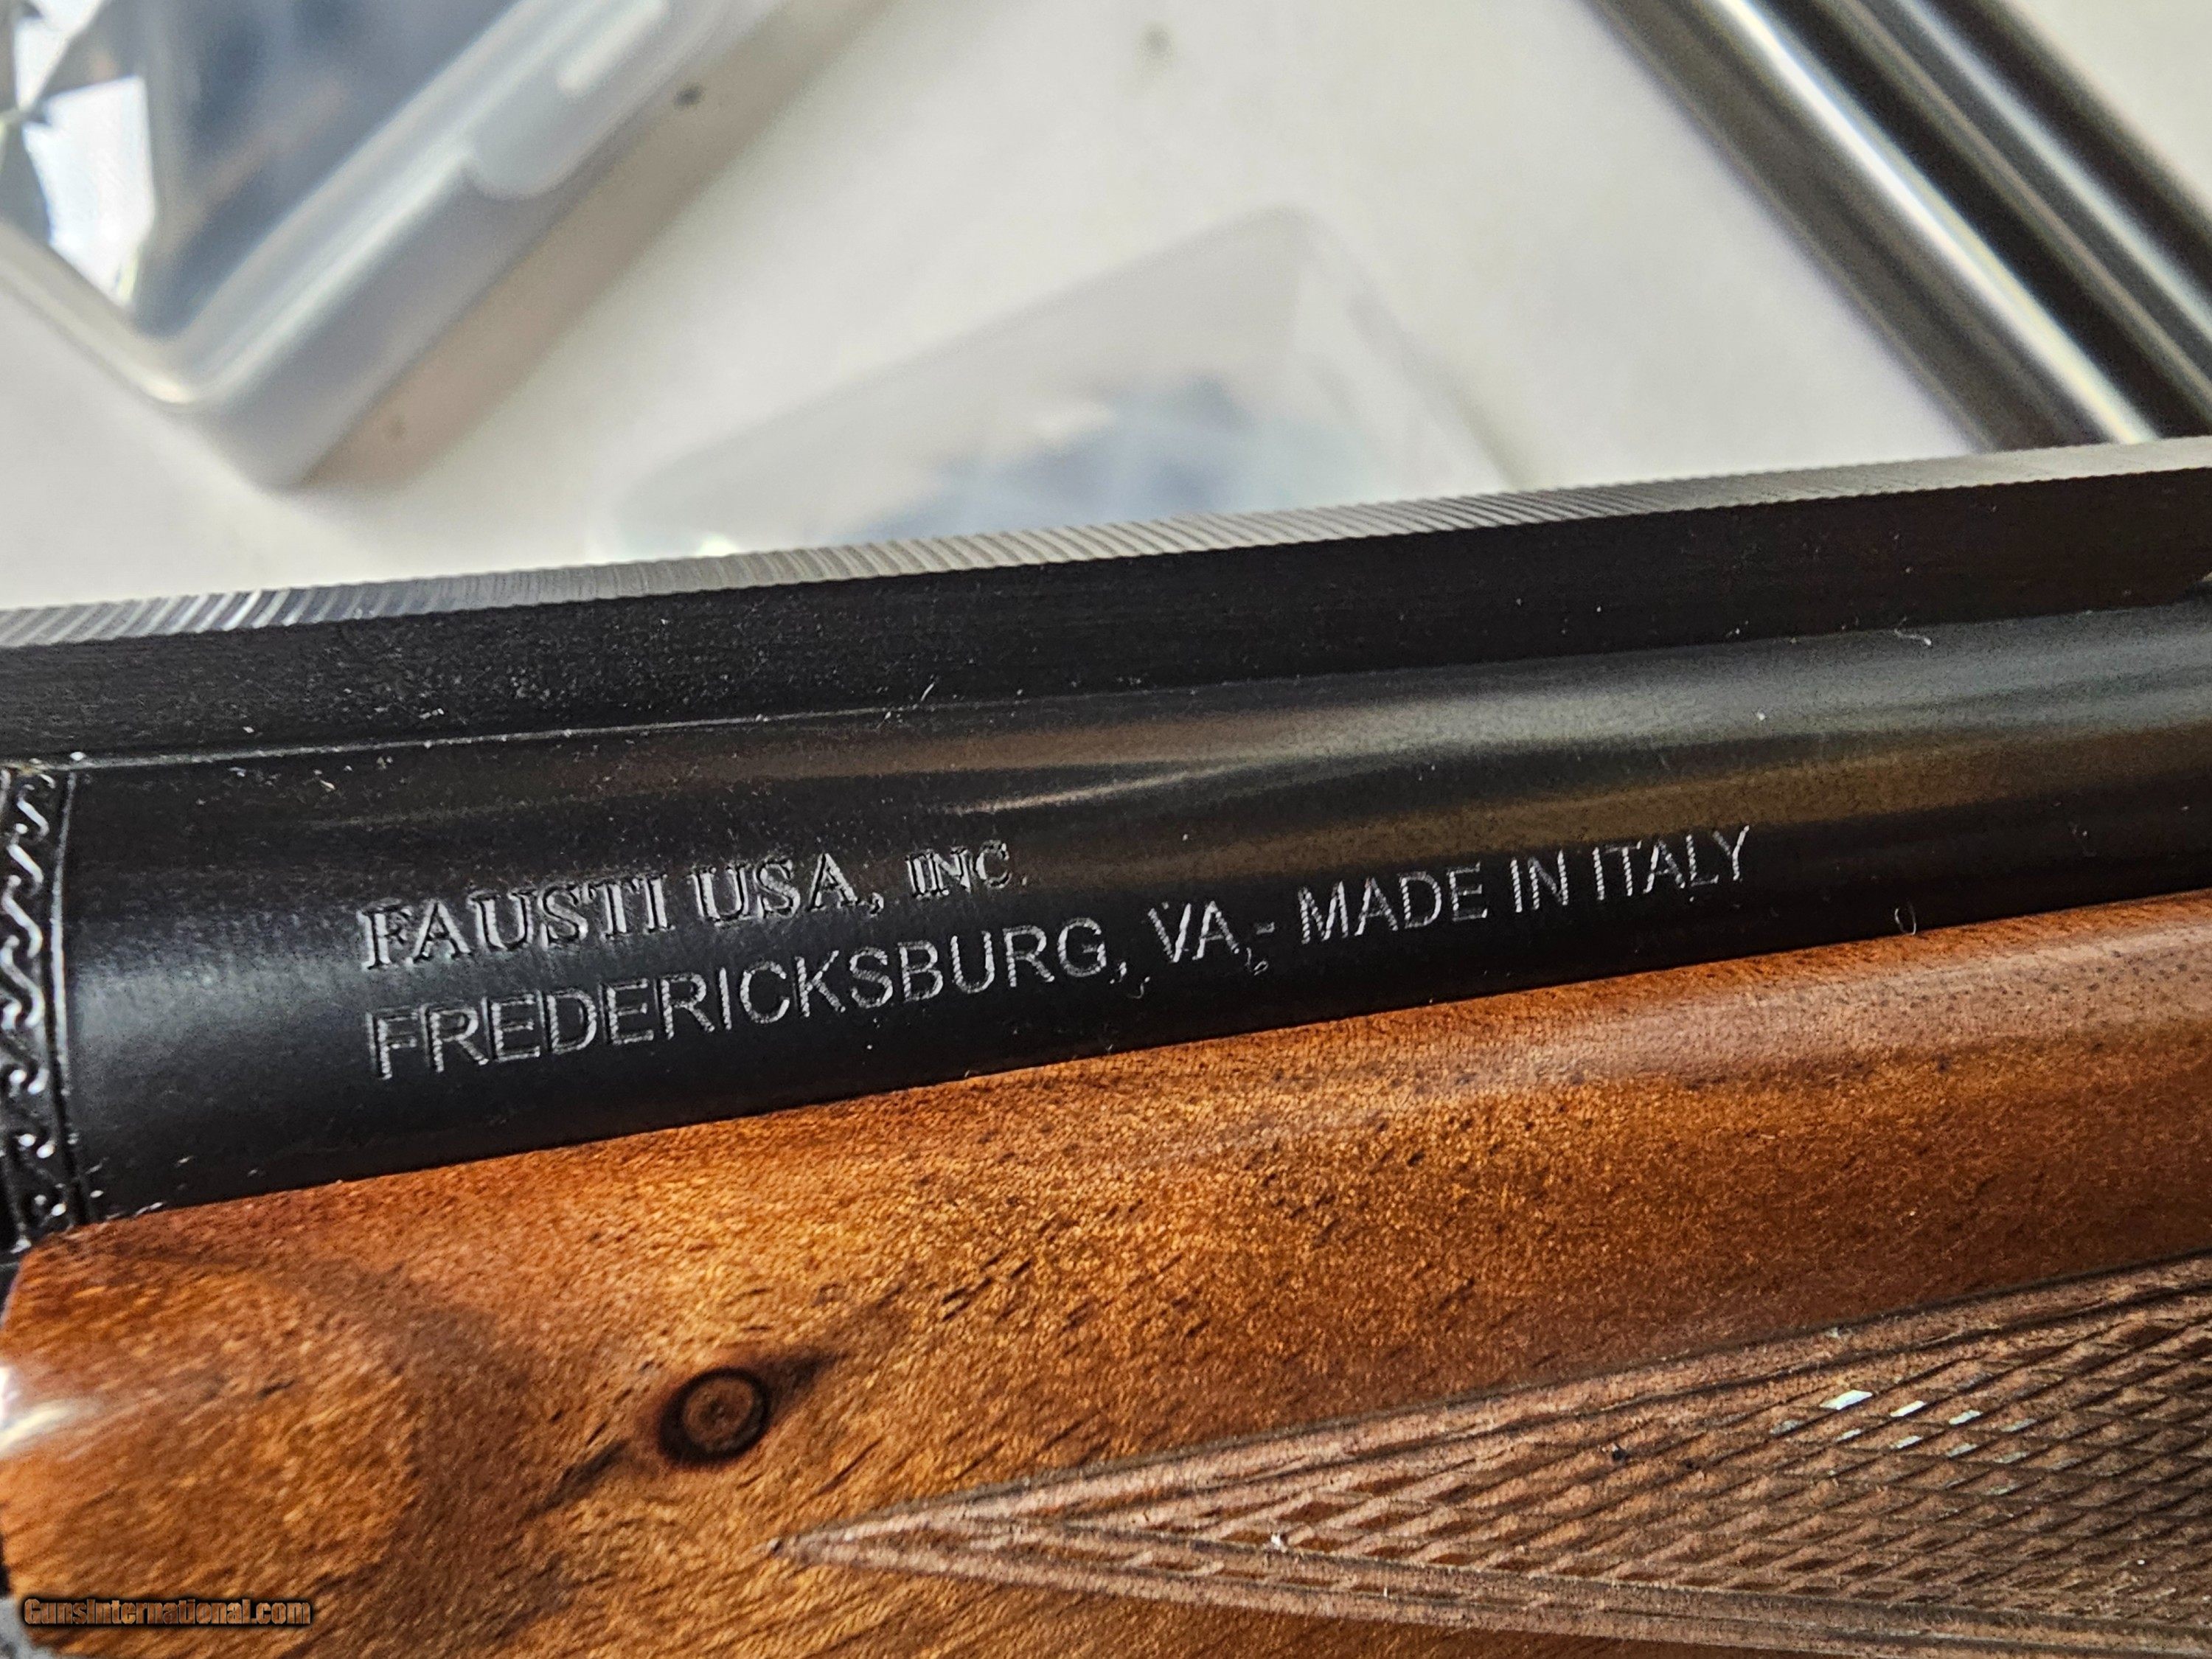 FAUSTI USA, INC.
FREDERICKSBURG, VA, - MADE IN ITALY
GunsInternational.com